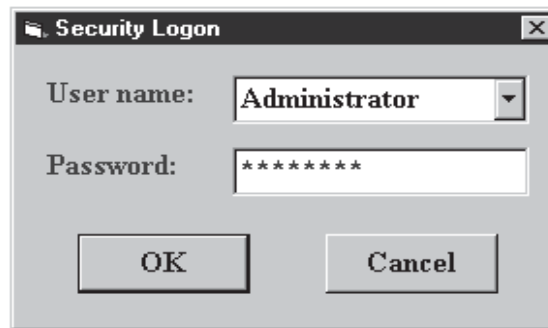 Security Logon
User name: Administrator
Password: ********
OK Cancel